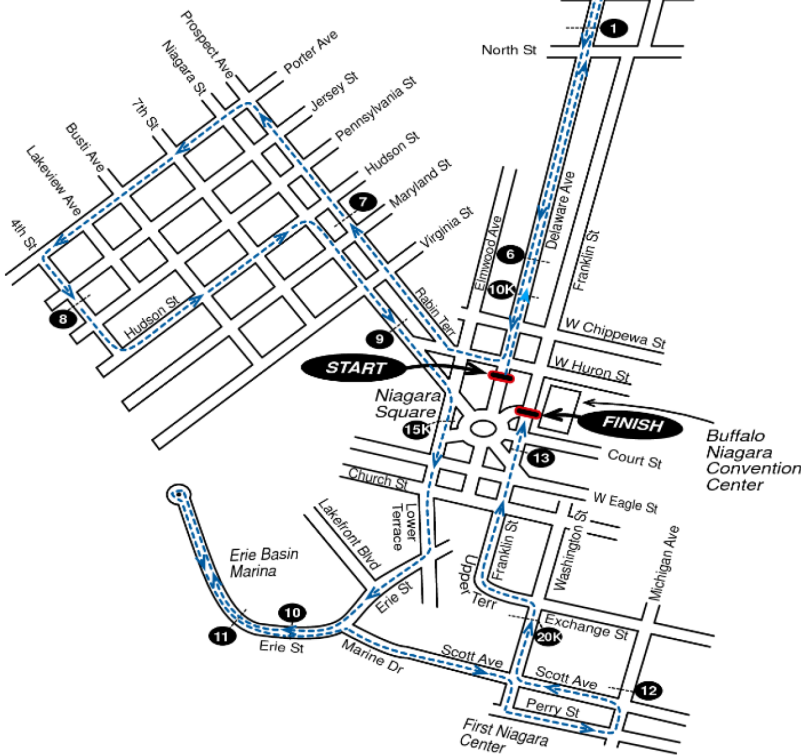 1
North St
Prospect Ave
Porter Ave
Niagara St
Jersey St
7th St
Pennsylvania St
Busti Ave
Hudson St
Lakeview Ave
Maryland St
7
4th St
Virginia St
Elmwood Ave
Delaware Ave
Franklin St
6
10K
8
Hudson St
Rabin Terr
9
W Chippewa St
W Huron St
START
Niagara
Square
15K
FINISH
Buffalo
Niagara
Convention
Center
13
Court St
Church St
W Eagle St
Lower
Terrace
Lakefront Blvd
Franklin St
Washington St
Michigan Ave
Erie Basin
Marina
Upper
Terr
Erie St
10
11
Erie St
Exchange St
20K
Marine Dr
Scott Ave
Scott Ave
12
Perry St
First Niagara
Center